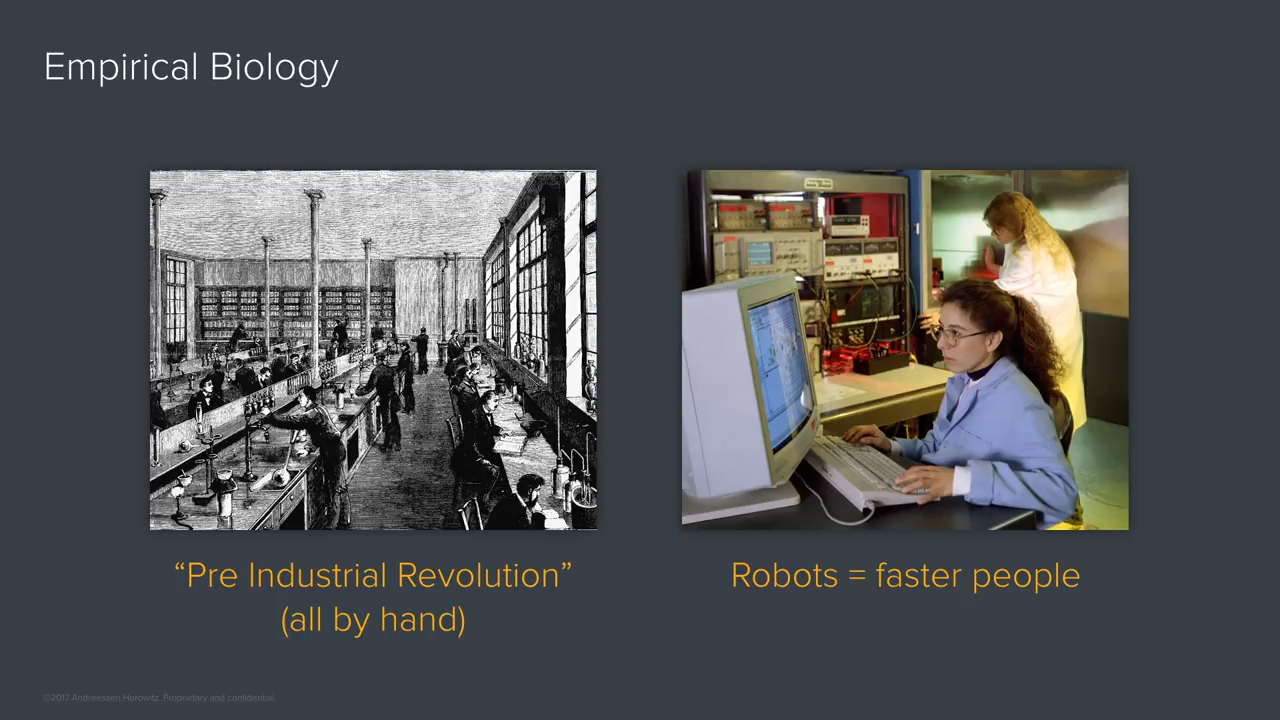 Empirical Biology
“Pre Industrial Revolution”
(all by hand)
Robots = faster people
©2017 Andreessen Horowitz. Proprietary and confidential.